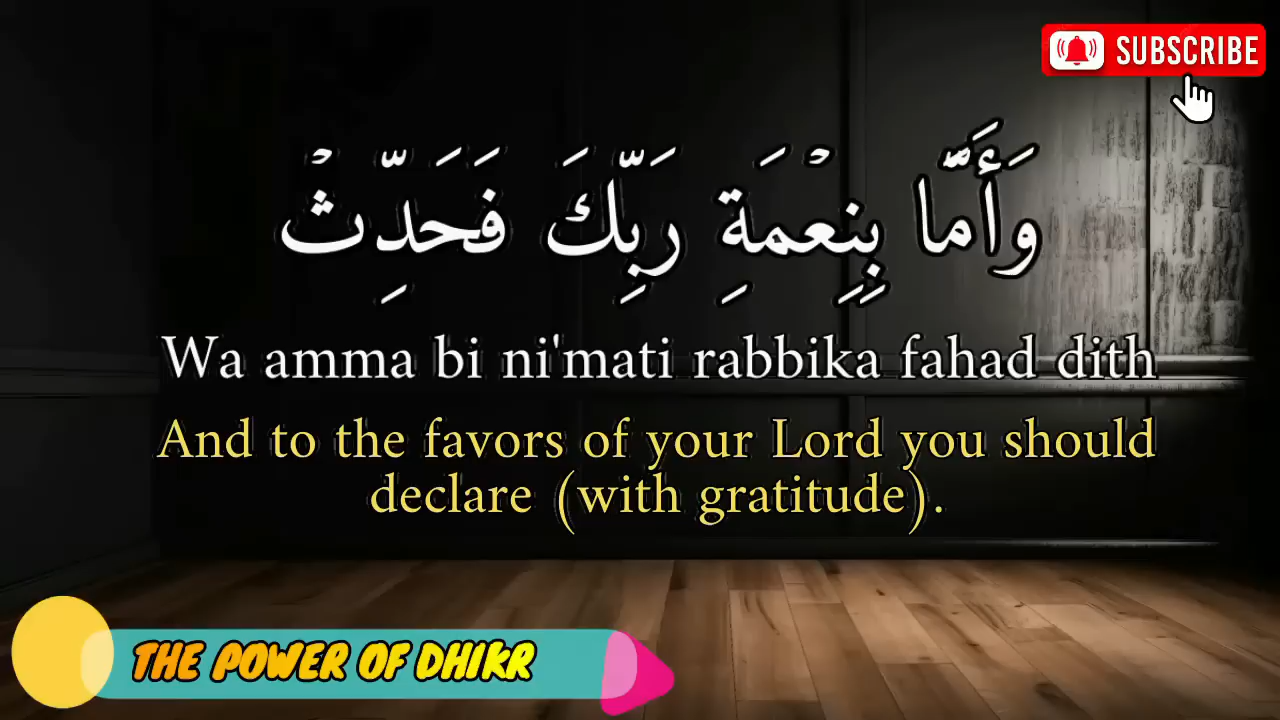 SUBSCRIBE
وَأَمَّا بِنِعْمَةِ رَبِّكَ فَحَدِّثْ
Wa amma bi ni'mati rabbika fahad dith
And to the favors of your Lord you should
declare (with gratitude).
THE POWER OF DHIKR